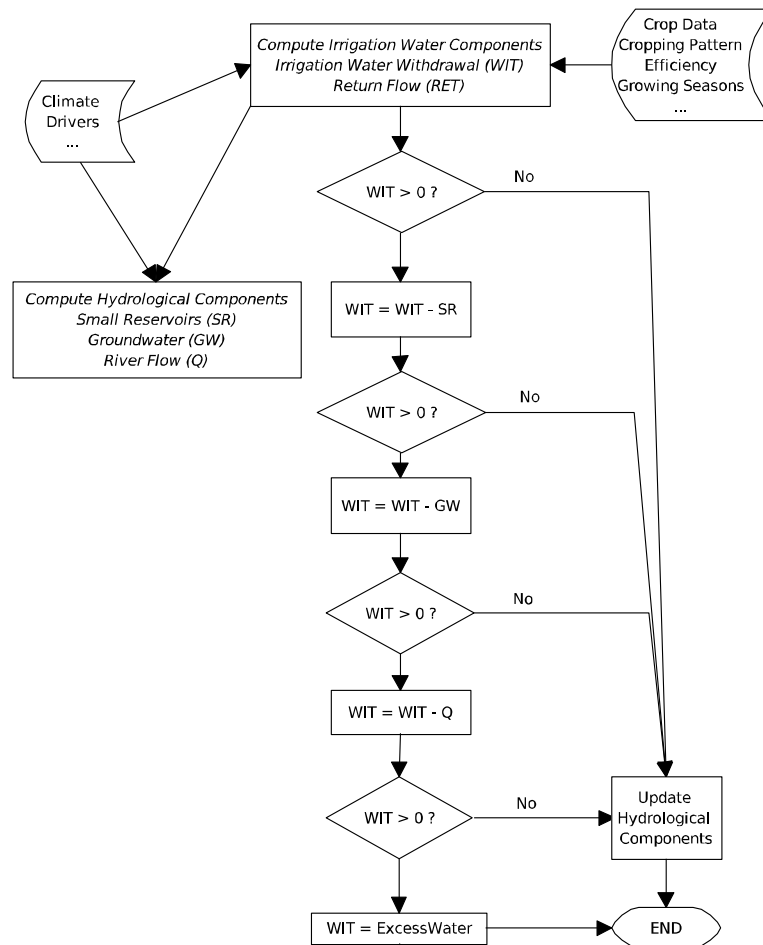 Compute Irrigation Water Components
Irrigation Water Withdrawal (WIT)
Return Flow (RET)
Crop Data
Cropping Pattern
Efficiency
Growing Seasons
...
Climate
Drivers
...
WIT > 0 ?
No
Compute Hydrological Components
Small Reservoirs (SR)
Groundwater (GW)
River Flow (Q)
WIT = WIT - SR
WIT > 0 ?
No
WIT = WIT - GW
WIT > 0 ?
No
WIT = WIT - Q
WIT > 0 ?
No
Update
Hydrological
Components
WIT = ExcessWater
END